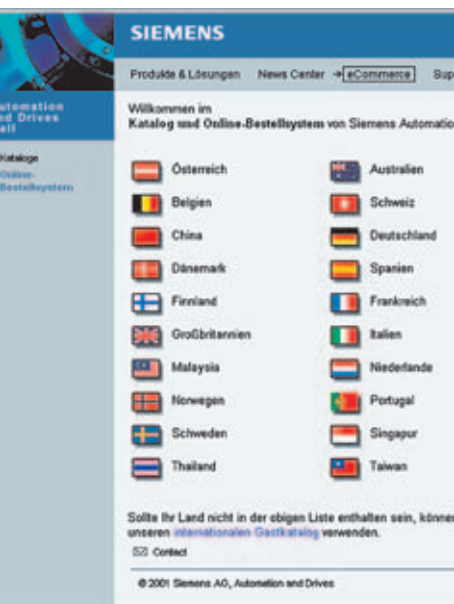 SIEMENS
Produkte & Lösungen News Center → eCommerce
Automation
and Drives
Mall
Kataloge
Online-
Bestellsystem
Willkommen im
Katalog und Online-Bestellsystem von Siemens
Österreich Australien
Belgien Schweiz
China Deutschland
Dänemark Spanien
Finnland Frankreich
Großbritannien Italien
Malaysia Niederlande
Norwegen Portugal
Schweden Singapur
Thailand Taiwan
Sollte Ihr Land nicht in der obigen Liste enthalten sein,
unseren internationalen Gastkatalog verwenden.
Contact
© 2001 Siemens AG, Automation and Drives